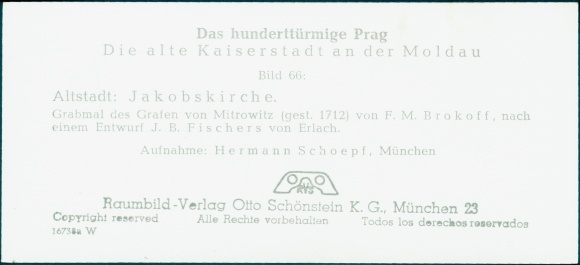 Das hunderttürmige Prag
Die alte Kaiserstadt an der Moldau
Bild 66:
Altstadt: Jakobskirche.
Grabmal des Grafen von Mitrowitz (gest. 1712) von F. M. Brokoff, nach
einem Entwurf J. B. Fischers von Erlach.
Aufnahme: Hermann Schoepf, München
Raumbild-Verlag Otto Schönstein K. G., München 23
Copyright reserved Alle Rechte vorbehalten Todos los derechos reservados